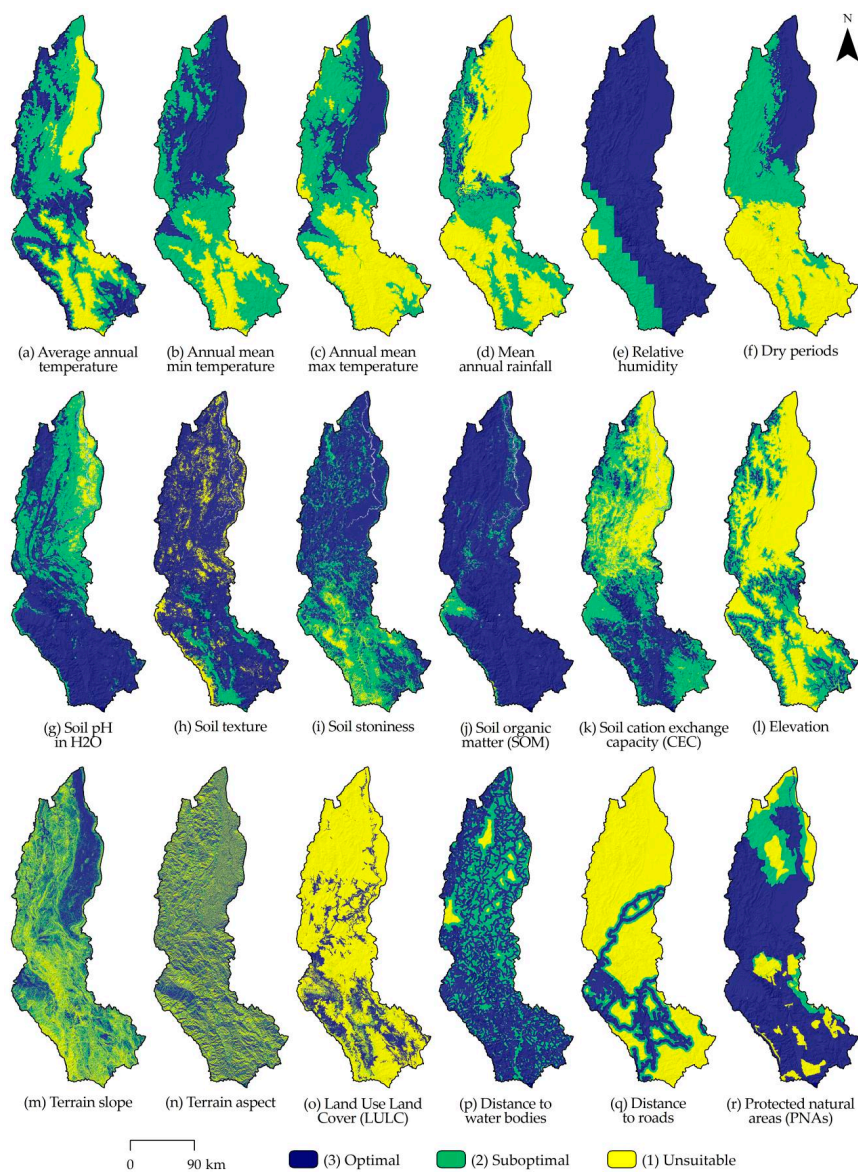 N
(a) Average annual
temperature
(b) Annual mean
min temperature
(c) Annual mean
max temperature
(d) Mean
annual rainfall
(e) Relative
humidity
(f) Dry periods
(g) Soil pH
in H2O
(h) Soil texture
(i) Soil stoniness
(j) Soil organic
matter (SOM)
(k) Soil cation exchange
capacity (CEC)
(l) Elevation
(m) Terrain slope
(n) Terrain aspect
(o) Land Use Land
Cover (LULC)
(p) Distance to
water bodies
(q) Distance
to roads
(r) Protected natural
areas (PNAs)
0 90 km
(3) Optimal
(2) Suboptimal
(1) Unsuitable